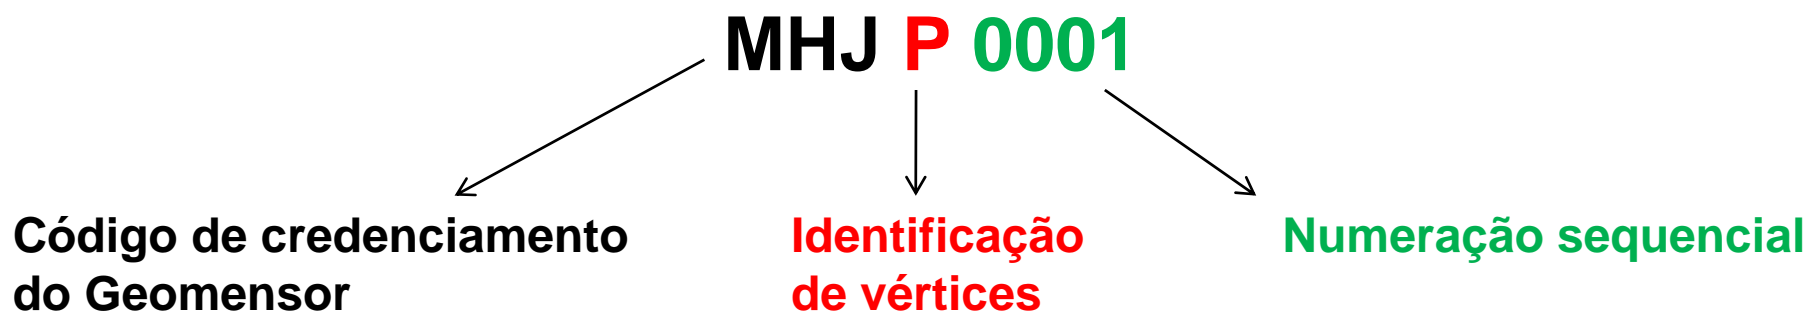 MHJ P 0001
Código de credenciamento
do Geomensor
Identificação
de vértices
Numeração sequencial